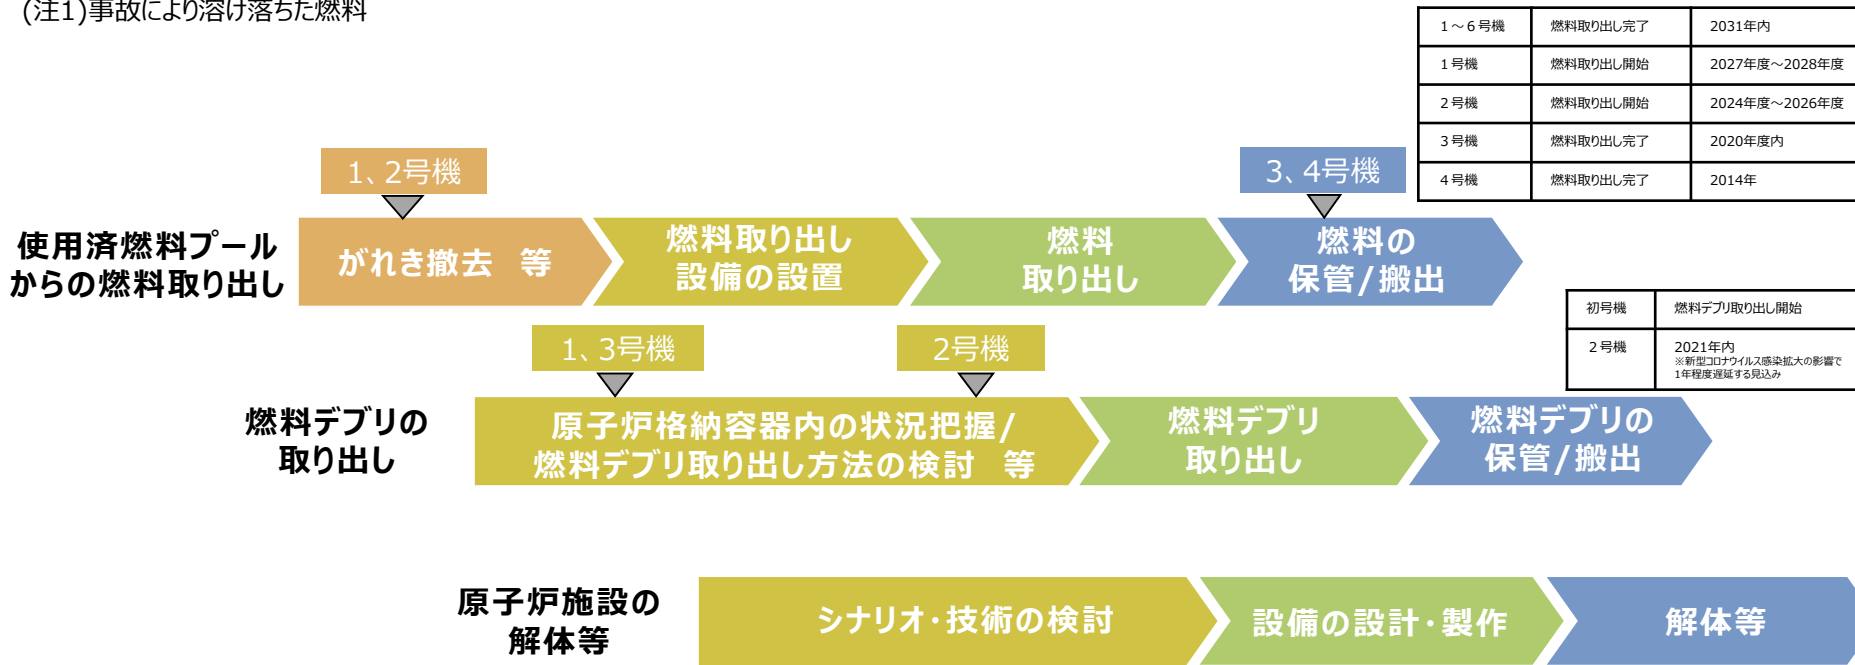 (注1)事故により溶け落ちた燃料
1～6号機 燃料取り出し完了 2031年内
1号機 燃料取り出し開始 2027年度～2028年度
2号機 燃料取り出し開始 2024年度～2026年度
3号機 燃料取り出し完了 2020年度内
4号機 燃料取り出し完了 2014年
1、2号機
3、4号機
使用済燃料プール
からの燃料取り出し
がれき撤去 等
燃料取り出し
設備の設置
燃料
取り出し
燃料の
保管/搬出
初号機 燃料デブリ取り出し開始
2号機 2021年内
※新型コロナウイルス感染拡大の影響で
1年程度遅延する見込み
1、3号機
2号機
燃料デブリの
取り出し
原子炉格納容器内の状況把握/
燃料デブリ取り出し方法の検討 等
燃料デブリ
取り出し
燃料デブリの
保管/搬出
原子炉施設の
解体等
シナリオ・技術の検討
設備の設計・製作
解体等